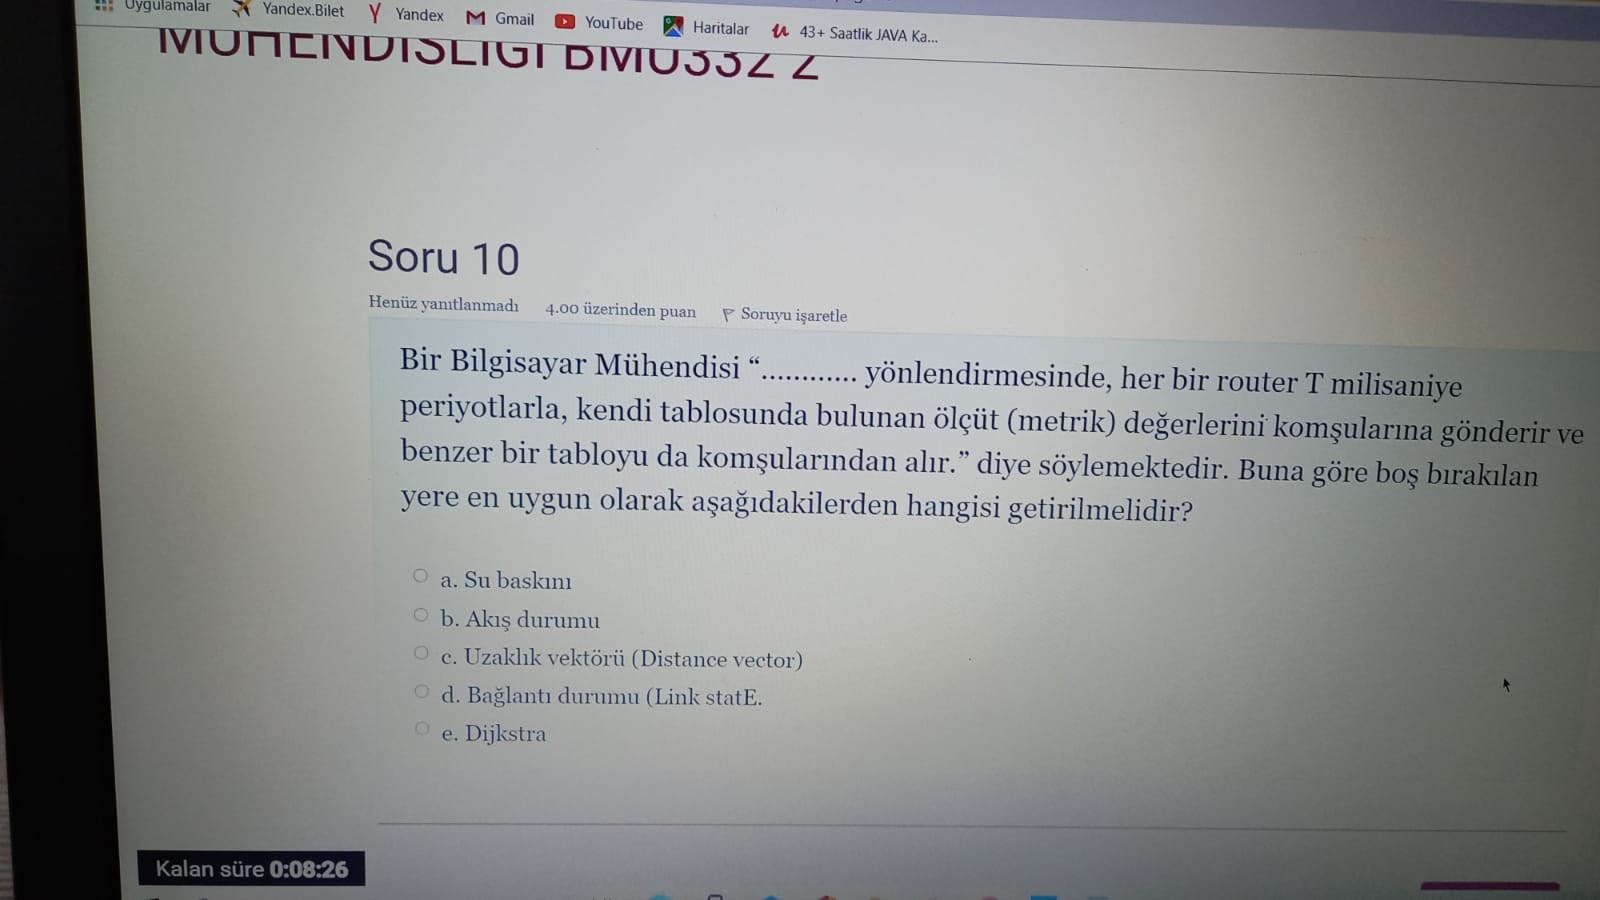 Uygulamalar Yandex.Bilet Yandex Gmail YouTube Haritalar 43+ Saatlik JAVA Ka...
MÜHENDİSLİĞİ BMÜ332 2
Soru 10
Henüz yanıtlanmadı 4.00 üzerinden puan Soruyu işaretle
Bir Bilgisayar Mühendisi “............ yönlendirmesinde, her bir router T milisaniye
periyotlarla, kendi tablosunda bulunan ölçüt (metrik) değerlerini komşularına gönderir ve
benzer bir tabloyu da komşularından alır.” diye söylemektedir. Buna göre boş bırakılan
yere en uygun olarak aşağıdakilerden hangisi getirilmelidir?
a. Su baskını
b. Akış durumu
c. Uzaklık vektörü (Distance vector)
d. Bağlantı durumu (Link statE.
e. Dijkstra
Kalan süre 0:08:26